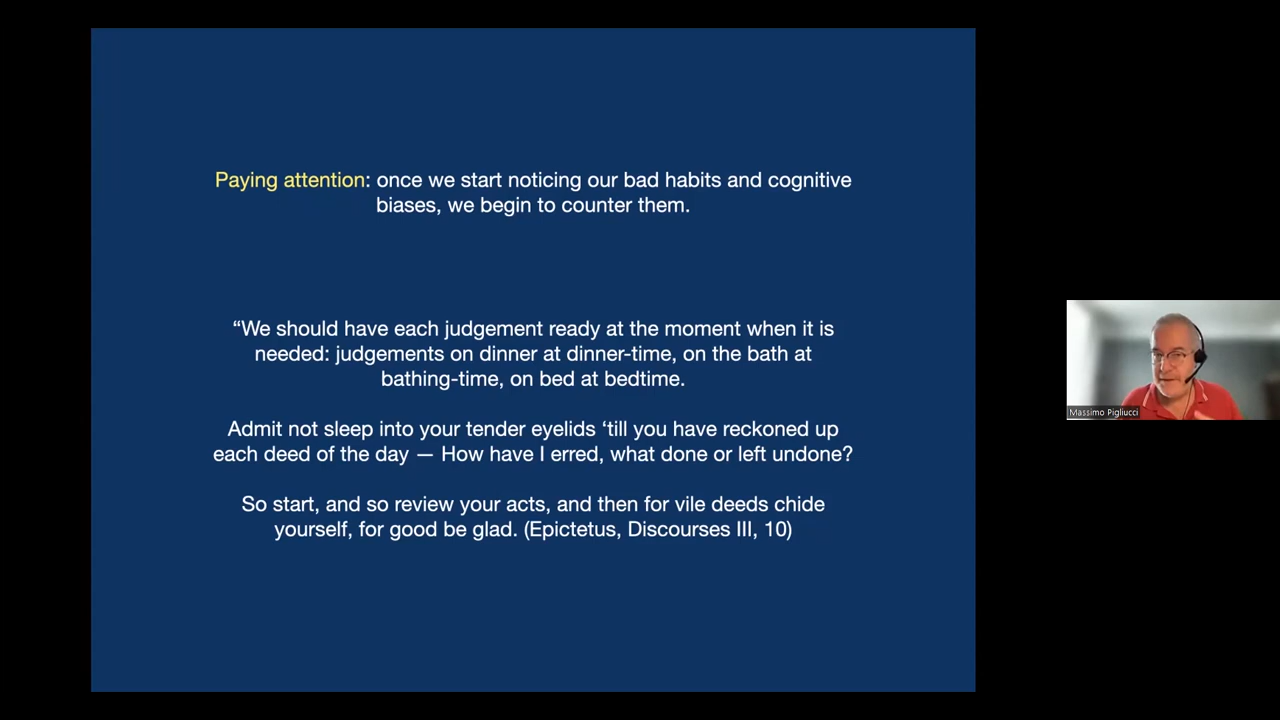 Paying attention: once we start noticing our bad habits and cognitive
biases, we begin to counter them.
“We should have each judgement ready at the moment when it is
needed: judgements on dinner at dinner-time, on the bath at
bathing-time, on bed at bedtime.
Admit not sleep into your tender eyelids ‘till you have reckoned up
each deed of the day — How have I erred, what done or left undone?
So start, and so review your acts, and then for vile deeds chide
yourself, for good be glad. (Epictetus, Discourses III, 10)
Massimo Pigliucci